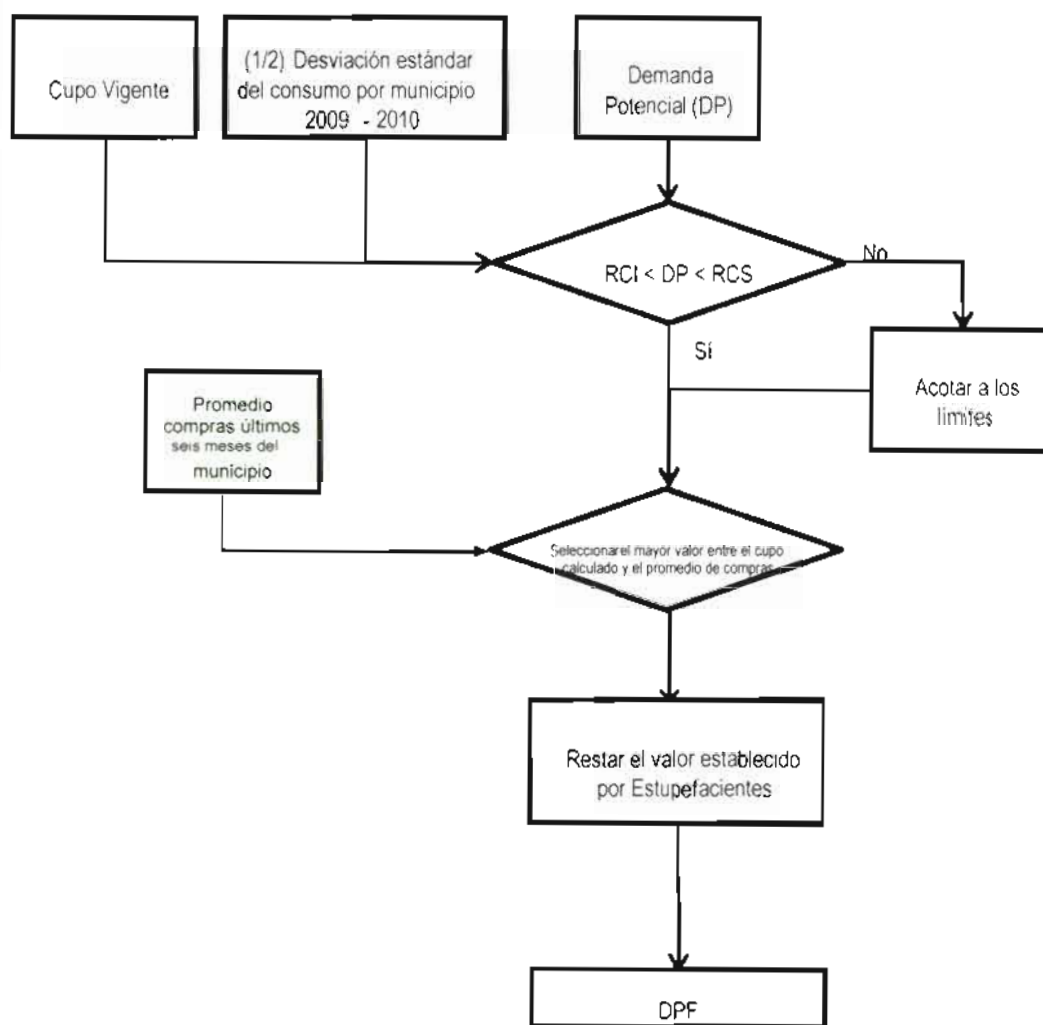 Cupo Vigente
(1/2) Desviación estándar
del consumo por municipio
2009 - 2010
Demanda
Potencial (DP)
RCI < DP < RCS
No
Sí
Acotar a los
limites
Promedio
compras últimos
seis meses del
municipio
Seleccionarel mayor valor entre el cupo
calculado y el promedio de compras
Restar el valor establecido
por Estupefacientes
DPF